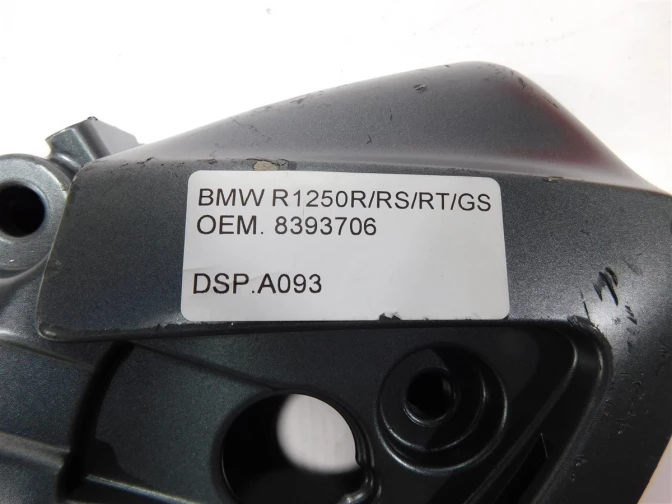 BMW R1250R/RS/RT/GS
OEM. 8393706
DSP.A093